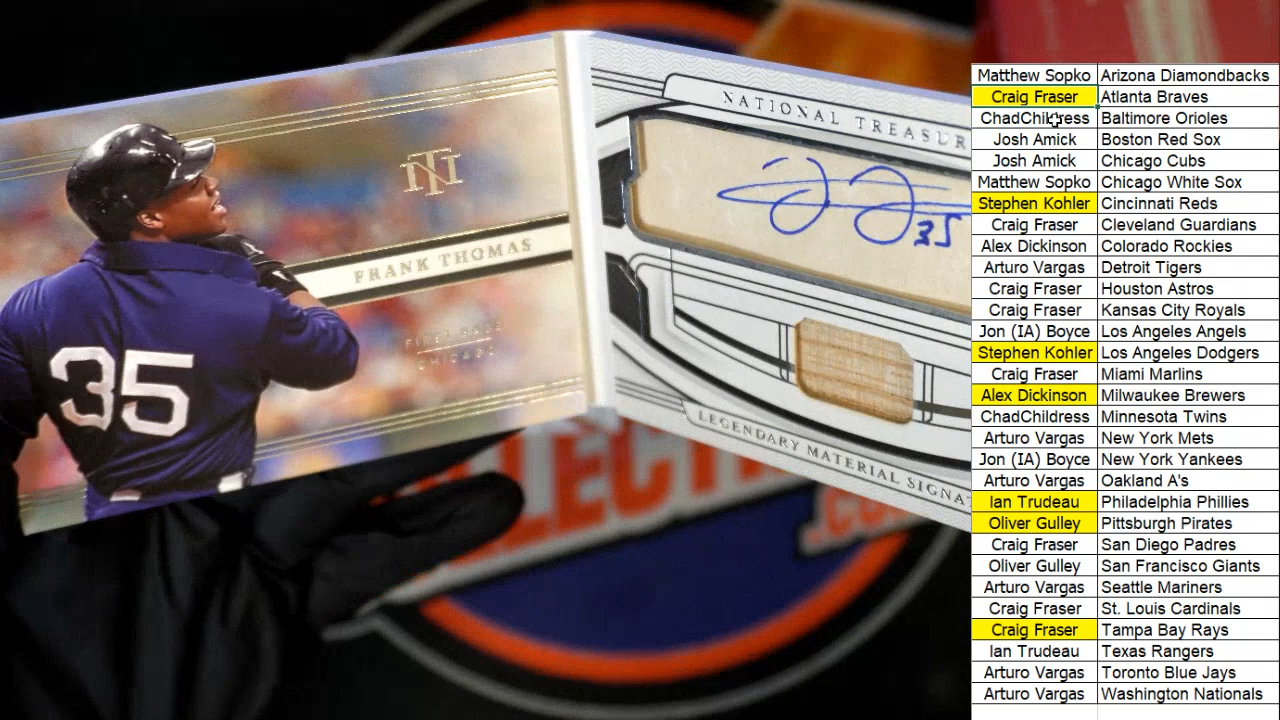 NATIONAL TREASUR
NT
FRANK THOMAS
FIRST BASE
CHICAGO
35
35
LEGENDARY MATERIAL SIGNA
LECTI
.CO
Matthew Sopko Arizona Diamondbacks
Craig Fraser Atlanta Braves
ChadChildress Baltimore Orioles
Josh Amick Boston Red Sox
Josh Amick Chicago Cubs
Matthew Sopko Chicago White Sox
Stephen Kohler Cincinnati Reds
Craig Fraser Cleveland Guardians
Alex Dickinson Colorado Rockies
Arturo Vargas Detroit Tigers
Craig Fraser Houston Astros
Craig Fraser Kansas City Royals
Jon (IA) Boyce Los Angeles Angels
Stephen Kohler Los Angeles Dodgers
Craig Fraser Miami Marlins
Alex Dickinson Milwaukee Brewers
ChadChildress Minnesota Twins
Arturo Vargas New York Mets
Jon (IA) Boyce New York Yankees
Arturo Vargas Oakland A's
Ian Trudeau Philadelphia Phillies
Oliver Gulley Pittsburgh Pirates
Craig Fraser San Diego Padres
Oliver Gulley San Francisco Giants
Arturo Vargas Seattle Mariners
Craig Fraser St. Louis Cardinals
Craig Fraser Tampa Bay Rays
Ian Trudeau Texas Rangers
Arturo Vargas Toronto Blue Jays
Arturo Vargas Washington Nationals